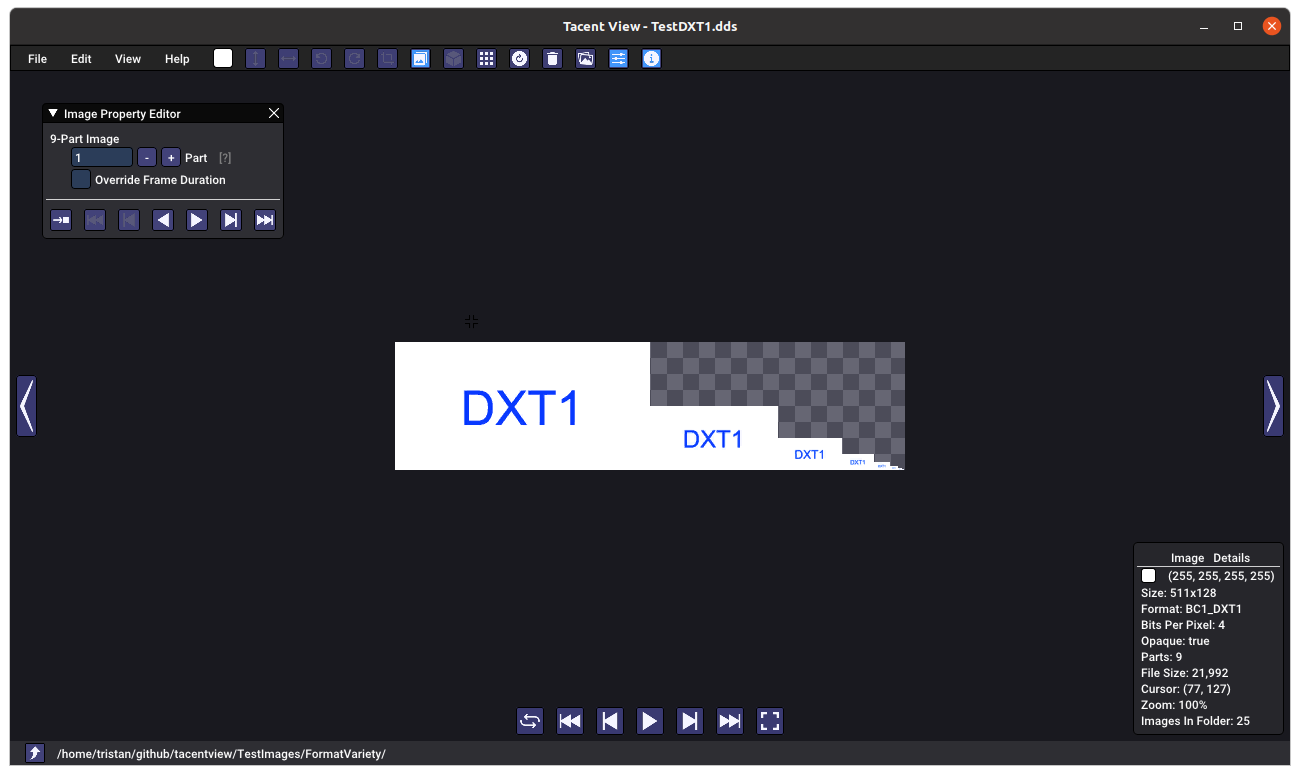 Tacent View - TestDXT1.dds
File Edit View Help
Image Property Editor
9-Part Image
1 - + Part [?]
Override Frame Duration
DXT1
DXT1
DXT1
DXT1
Image Details
(255, 255, 255, 255)
Size: 511x128
Format: BC1_DXT1
Bits Per Pixel: 4
Opaque: true
Parts: 9
File Size: 21,992
Cursor: (77, 127)
Zoom: 100%
Images In Folder: 25
/home/tristan/github/tacentview/TestImages/FormatVariety/